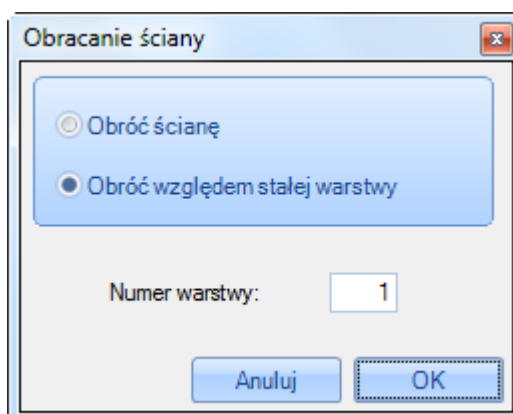 Obracanie ściany
Obróć ścianę
Obróć względem stałej warstwy
Numer warstwy: 1
Anuluj OK